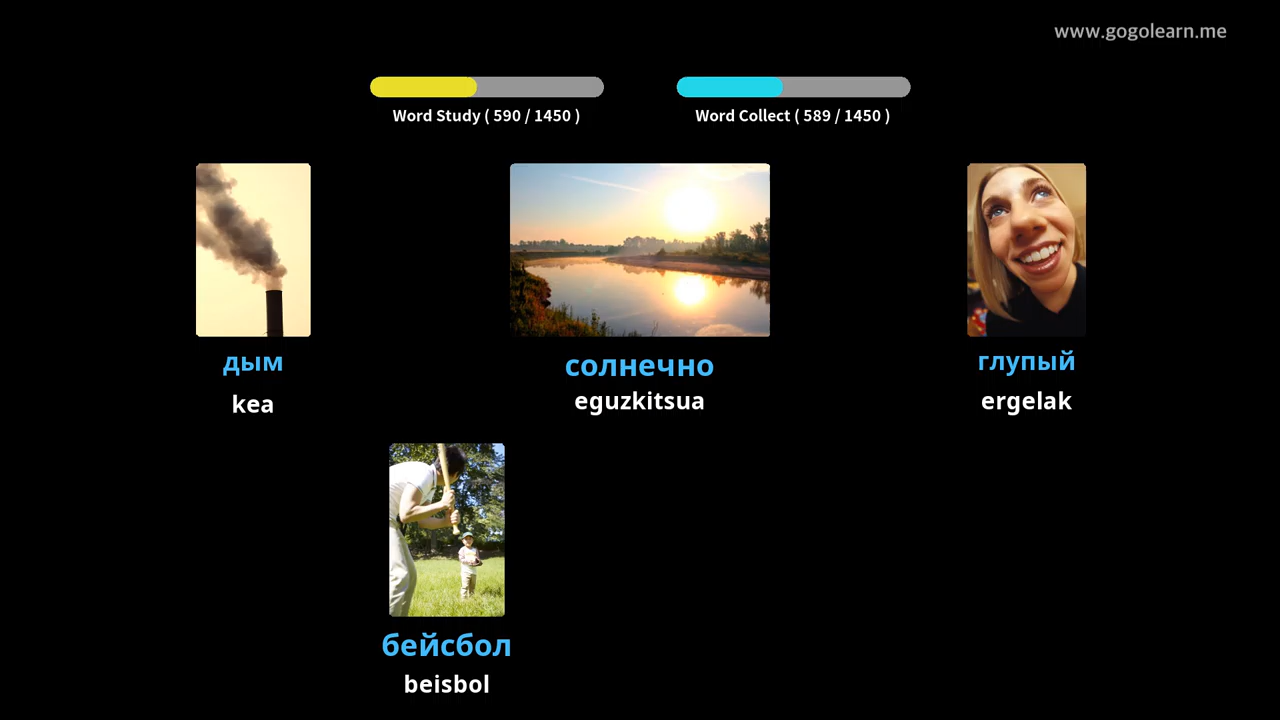 www.gogolearn.me
Word Study ( 590 / 1450 )
Word Collect ( 589 / 1450 )
дым
kea
солнечно
eguzkitsua
глупый
ergelak
бейсбол
beisbol